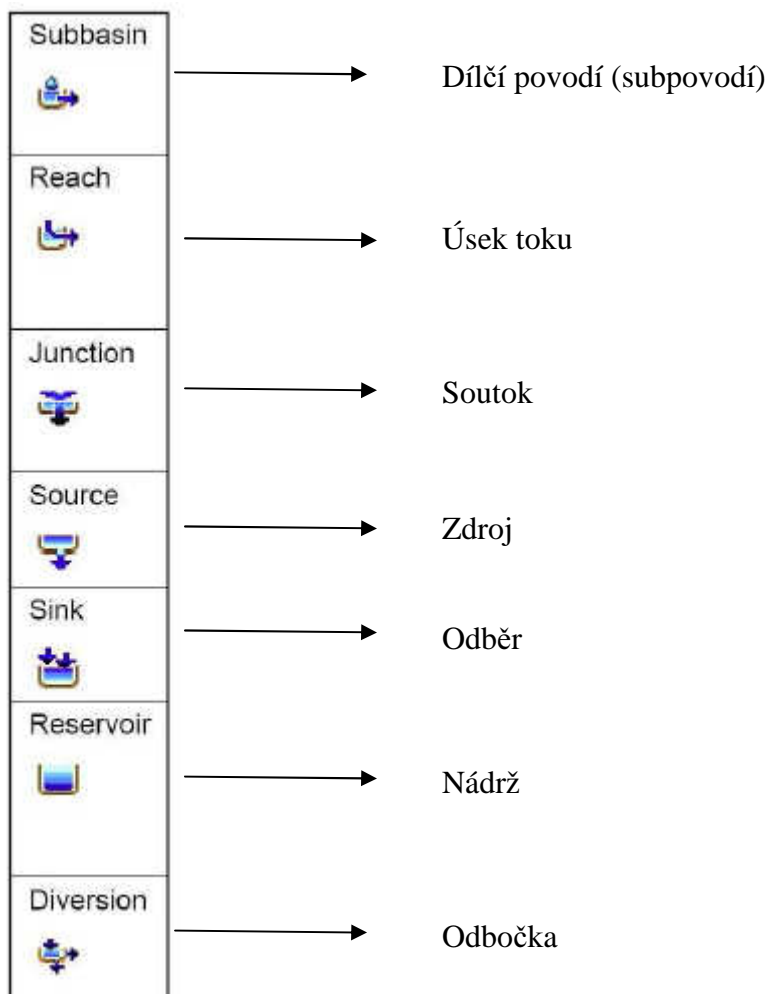 Subbasin
Dílčí povodí (subpovodí)
Reach
Úsek toku
Junction
Soutok
Source
Zdroj
Sink
Odběr
Reservoir
Nádrž
Diversion
Odbočka